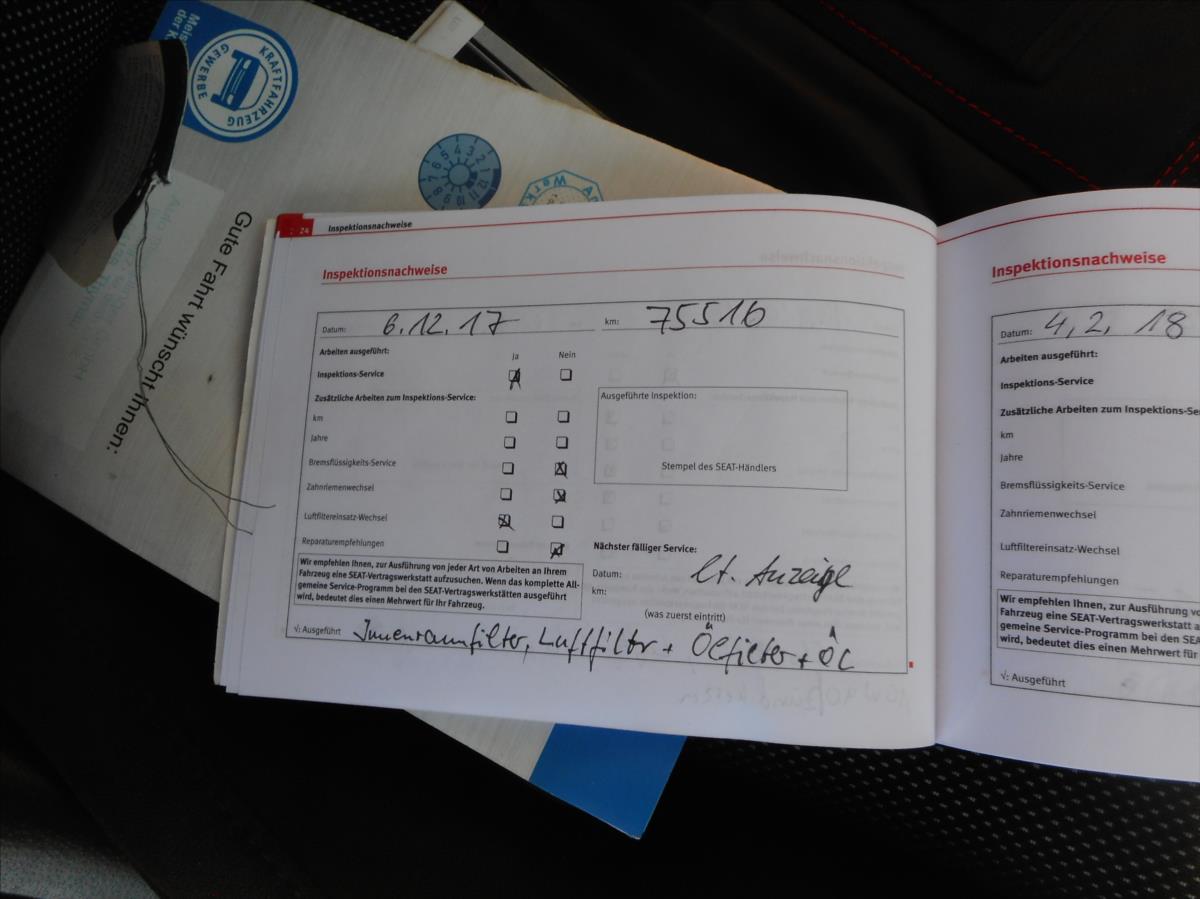 Meis
der K
KRAFTFAHRZEUG
GEWERBE
Gute Fahrt wünscht Ihnen:
24 Inspektionsnachweise
Inspektionsnachweise
Datum: 6.12.17 km: 75516
Arbeiten ausgeführt: Ja Nein
Inspektions-Service
Zusätzliche Arbeiten zum Inspektions-Service:
km
Jahre
Bremsflüssigkeits-Service
Zahnriemenwechsel
Luftfiltereinsatz-Wechsel
Reparaturempfehlungen
Ausgeführte Inspektion:
Stempel des SEAT-Händlers
Nächster fälliger Service:
Datum: lt. Anzeige
km:
(was zuerst eintritt)
Wir empfehlen Ihnen, zur Ausführung von jeder Art von Arbeiten an Ihrem
Fahrzeug eine SEAT-Vertragswerkstatt aufzusuchen. Wenn das komplette All-
gemeine Service-Programm bei den SEAT-Vertragswerkstätten ausgeführt
wird, bedeutet dies einen Mehrwert für Ihr Fahrzeug.
√: Ausgeführt Innenraumfilter, Luftfilter + Ölfilter + Öl
Inspektionsnachweise
Datum: 4,2, 18
Arbeiten ausgeführt:
Inspektions-Service
Zusätzliche Arbeiten zum Inspektions-Se
km
Jahre
Bremsflüssigkeits-Service
Zahnriemenwechsel
Luftfiltereinsatz-Wechsel
Reparaturempfehlungen
Wir empfehlen Ihnen, zur Ausführung vo
Fahrzeug eine SEAT-Vertragswerkstatt a
gemeine Service-Programm bei den SEA
wird, bedeutet dies einen Mehrwert für
√: Ausgeführt